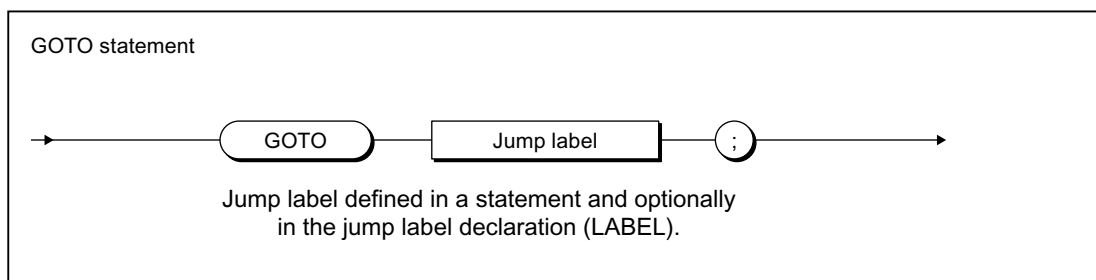 GOTO statement
GOTO Jump label ;
Jump label defined in a statement and optionally
in the jump label declaration (LABEL).